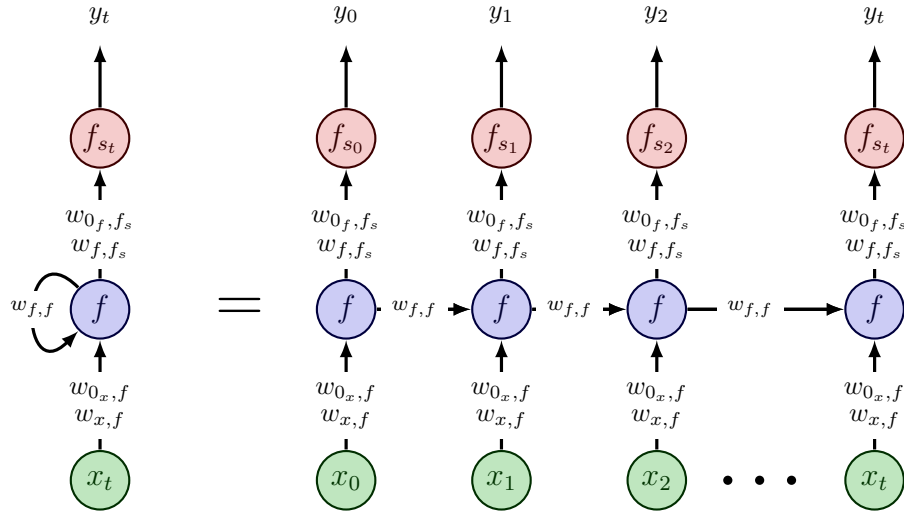 y_t y_0 y_1 y_2 y_t
f_{s_t} f_{s_0} f_{s_1} f_{s_2} f_{s_t}
w_{0_f,f_s} w_{0_f,f_s} w_{0_f,f_s} w_{0_f,f_s} w_{0_f,f_s}
w_{f,f_s} w_{f,f_s} w_{f,f_s} w_{f,f_s} w_{f,f_s}
w_{f,f} f = f w_{f,f} f w_{f,f} f w_{f,f} f
w_{0_x,f} w_{0_x,f} w_{0_x,f} w_{0_x,f} w_{0_x,f}
w_{x,f} w_{x,f} w_{x,f} w_{x,f} w_{x,f}
x_t x_0 x_1 x_2 • • • x_t